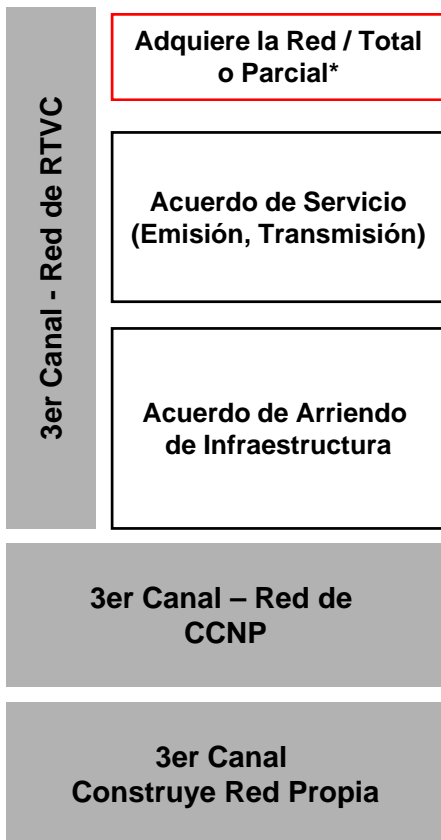 3er Canal - Red de RTVC
Adquiere la Red / Total
o Parcial*
Acuerdo de Servicio
(Emisión, Transmisión)
Acuerdo de Arriendo
de Infraestructura
3er Canal – Red de
CCNP
3er Canal
Construye Red Propia